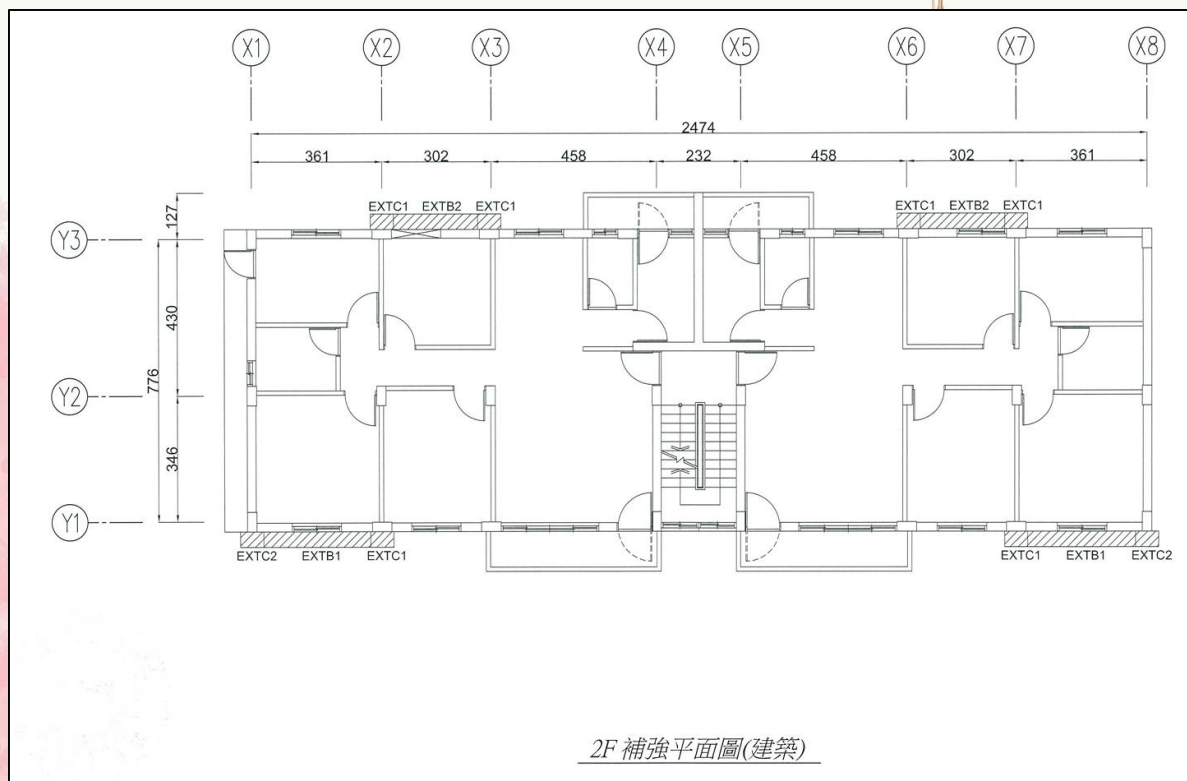 X1 X2 X3 X4 X5 X6 X7 X8
2474
361 302 458 232 458 302 361
127
EXTC1 EXTB2 EXTC1 EXTC1 EXTB2 EXTC1
Y3
430
776
Y2
346
Y1
EXTC2 EXTB1 EXTC1 EXTC1 EXTB1 EXTC2
2F 補強平面圖(建築)